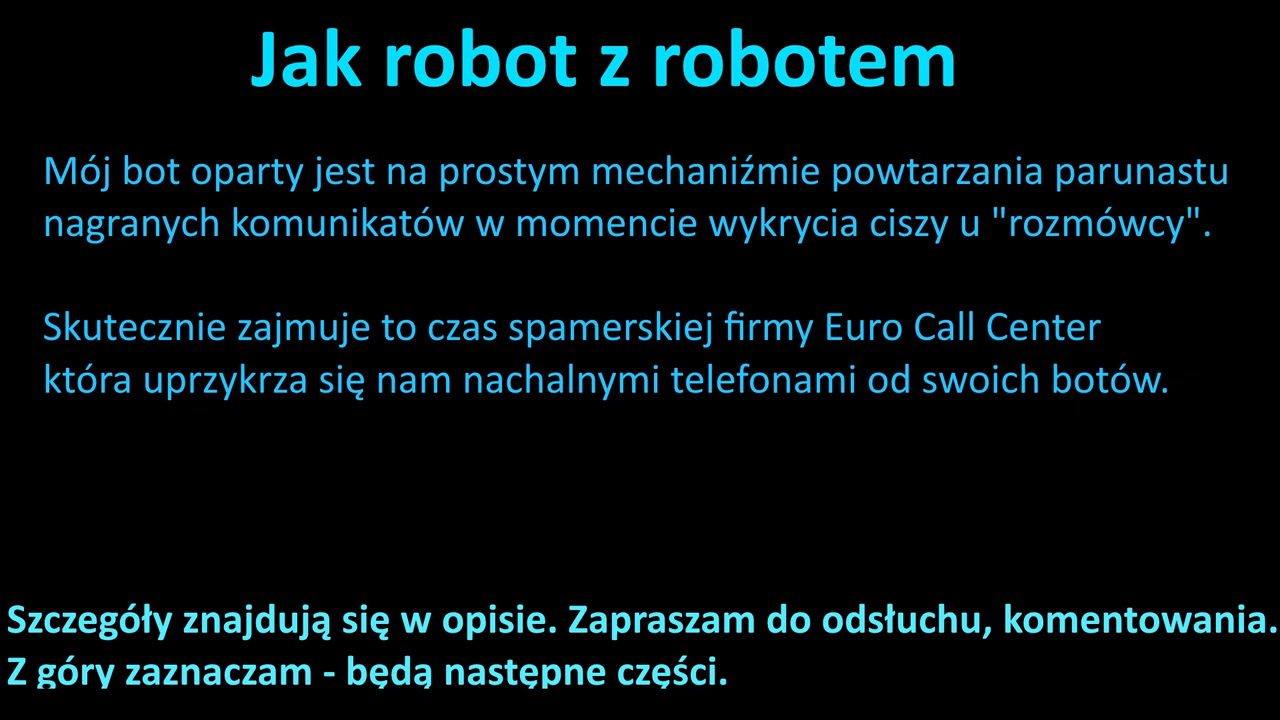 Jak robot z robotem
Mój bot oparty jest na prostym mechaniźmie powtarzania parunastu
nagranych komunikatów w momencie wykrycia ciszy u "rozmówcy".
Skutecznie zajmuje to czas spamerskiej firmy Euro Call Center
która uprzykrza się nam nachalnymi telefonami od swoich botów.
Szczegóły znajdują się w opisie. Zapraszam do odsłuchu, komentowania.
Z góry zaznaczam - będą następne części.